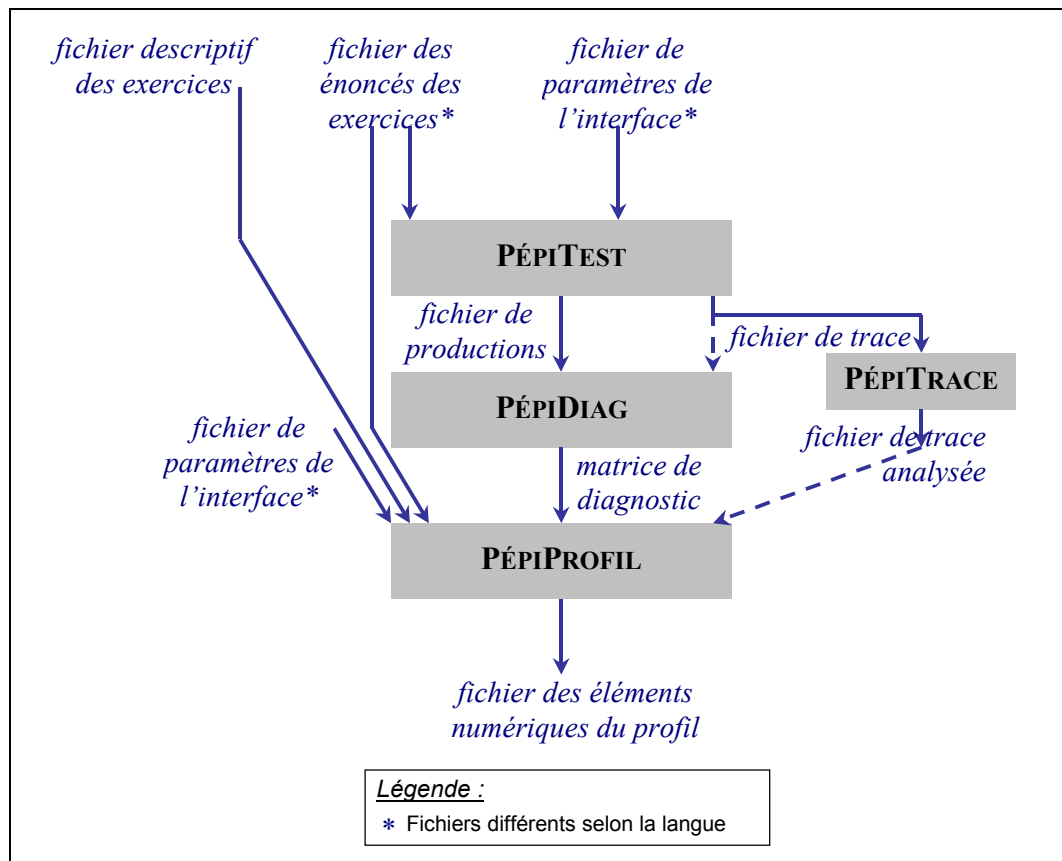 fichier descriptif
des exercices
fichier des
énoncés des
exercices*
fichier de
paramètres de
l’interface*
PÉPITEST
fichier de
productions
fichier de trace
PÉPITRACE
PÉPIDIAG
fichier de
paramètres de
l’interface*
matrice de
diagnostic
fichier de trace
analysée
PÉPIPROFIL
fichier des éléments
numériques du profil
Légende :
* Fichiers différents selon la langue